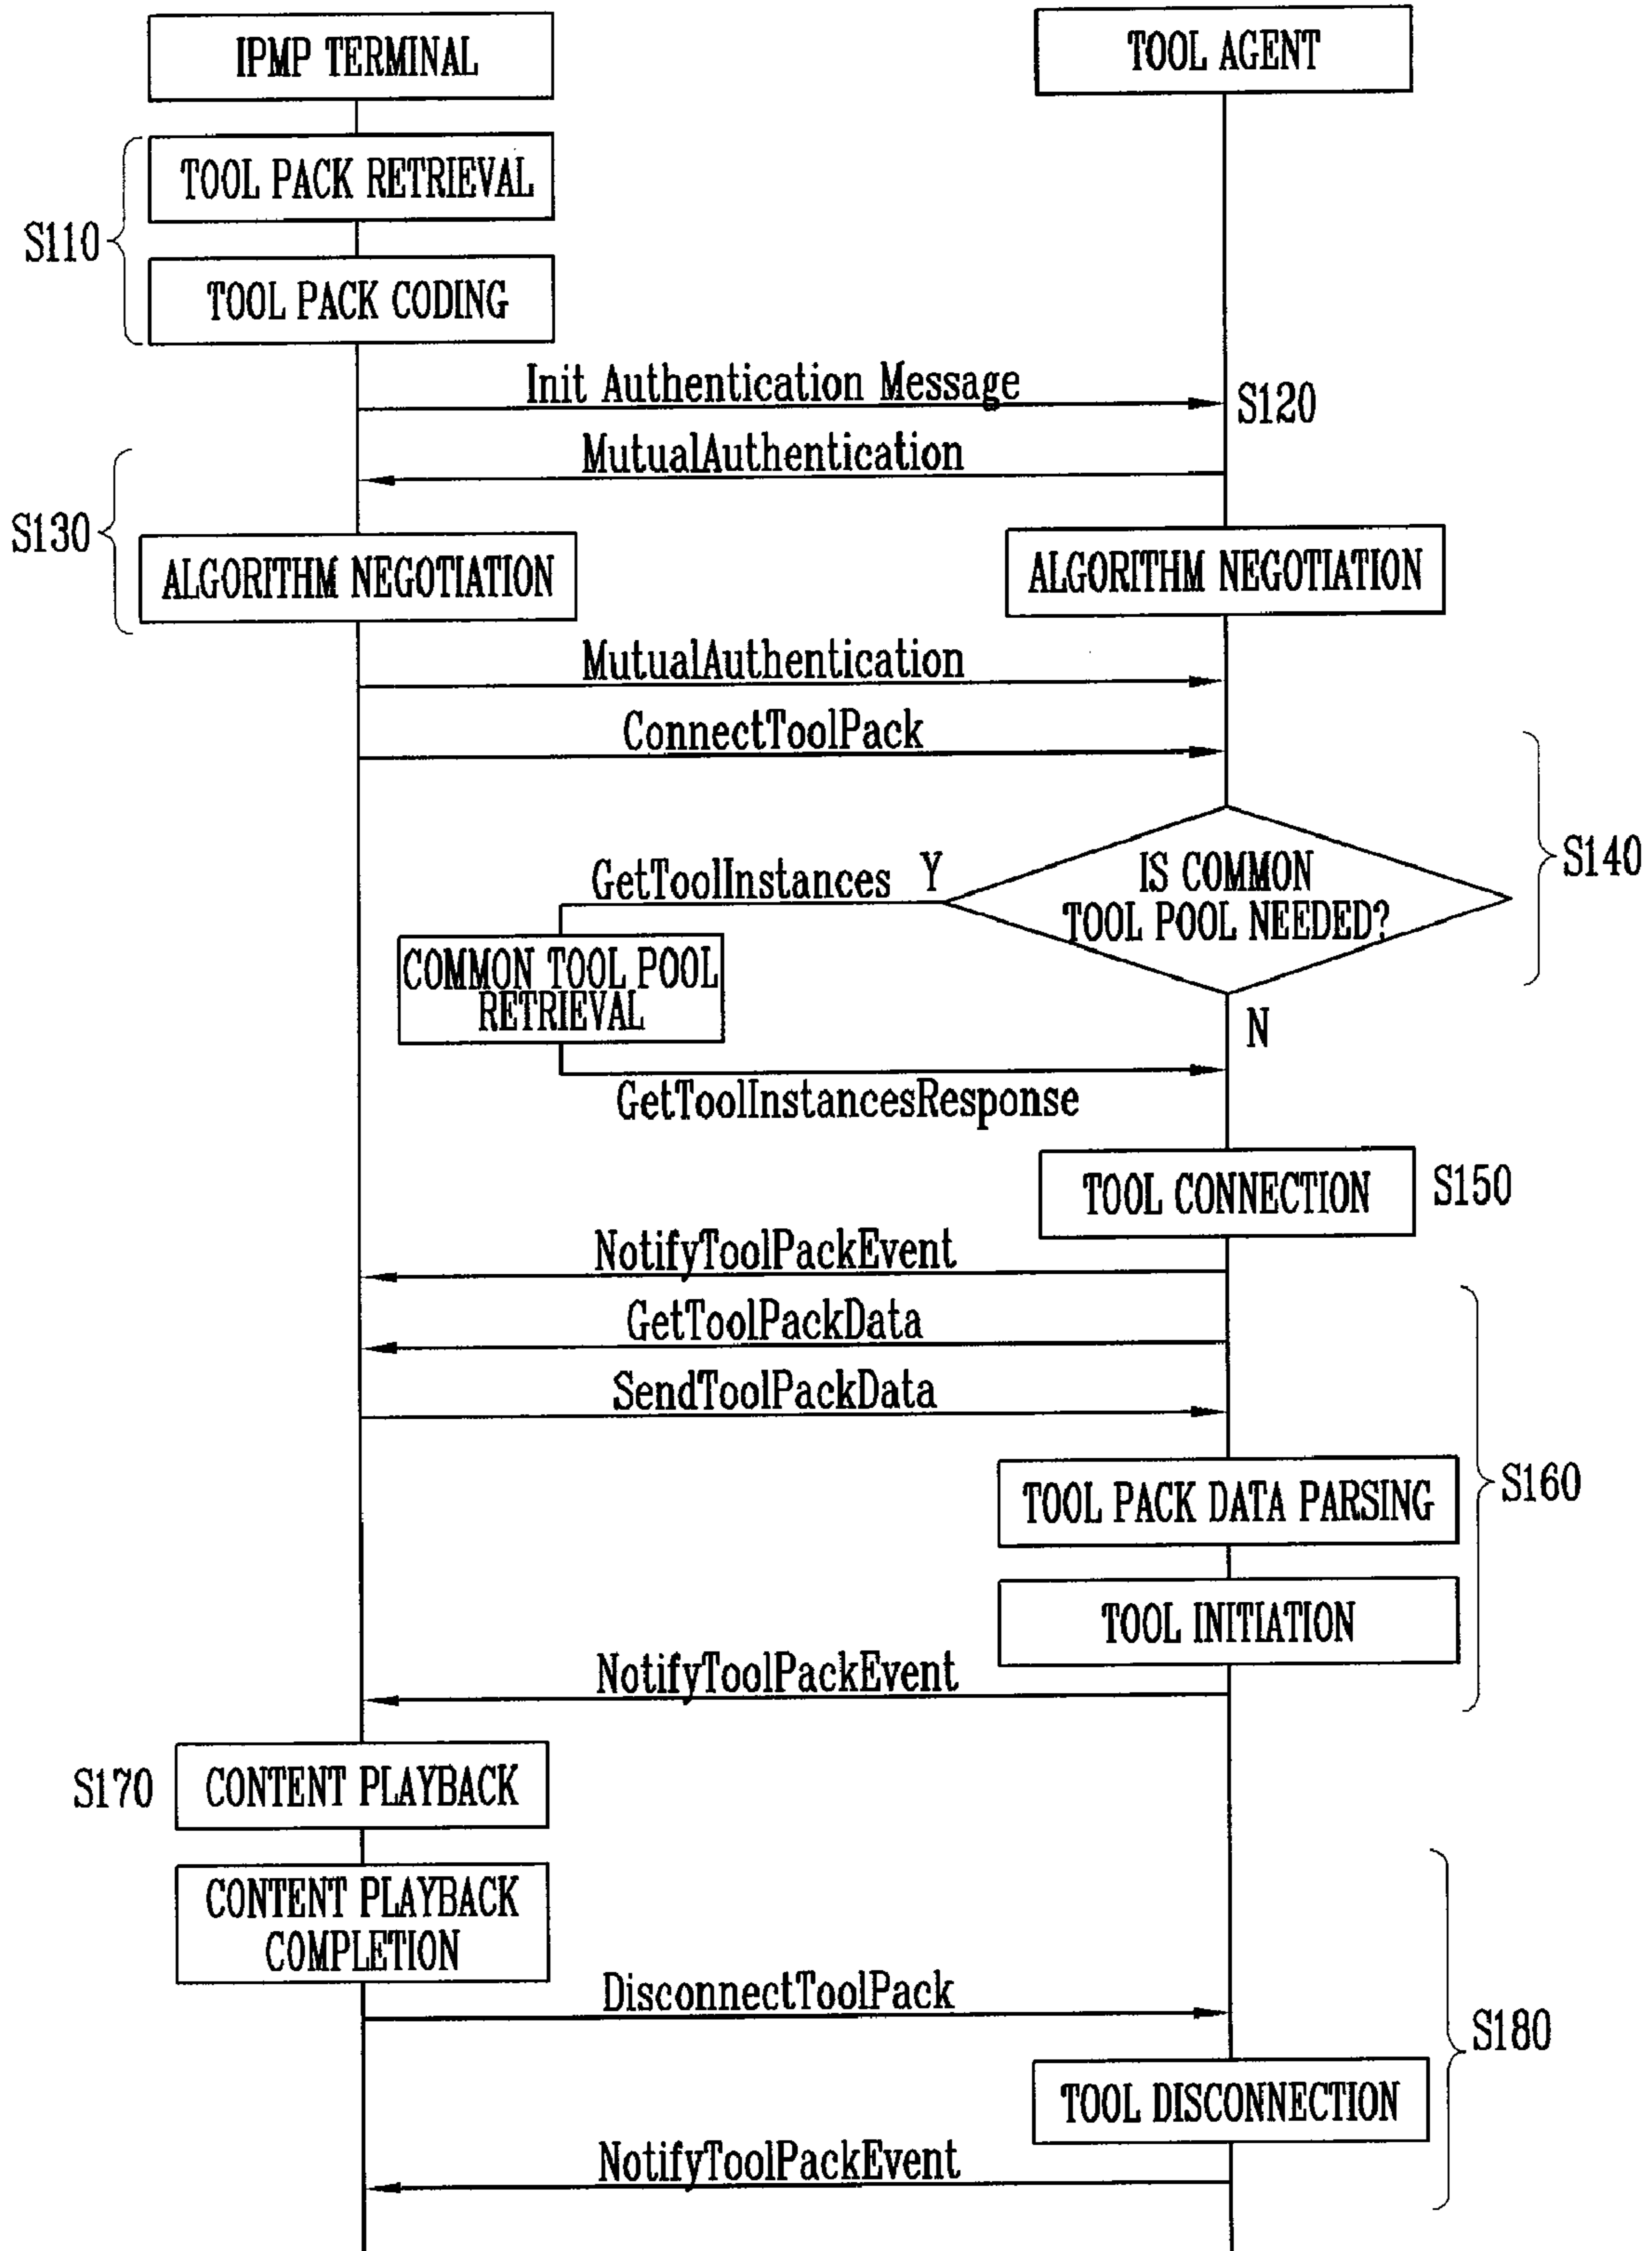 IPMP TERMINAL
TOOL AGENT
TOOL PACK RETRIEVAL
S110
TOOL PACK CODING
Init Authentication Message
S120
MutualAuthentication
S130
ALGORITHM NEGOTIATION
ALGORITHM NEGOTIATION
MutualAuthentication
ConnectToolPack
GetToolInstances
Y
IS COMMON
TOOL POOL NEEDED?
S140
COMMON TOOL POOL
RETRIEVAL
N
GetToolInstancesResponse
TOOL CONNECTION
S150
NotifyToolPackEvent
GetToolPackData
SendToolPackData
TOOL PACK DATA PARSING
S160
TOOL INITIATION
NotifyToolPackEvent
S170
CONTENT PLAYBACK
CONTENT PLAYBACK
COMPLETION
DisconnectToolPack
S180
TOOL DISCONNECTION
NotifyToolPackEvent